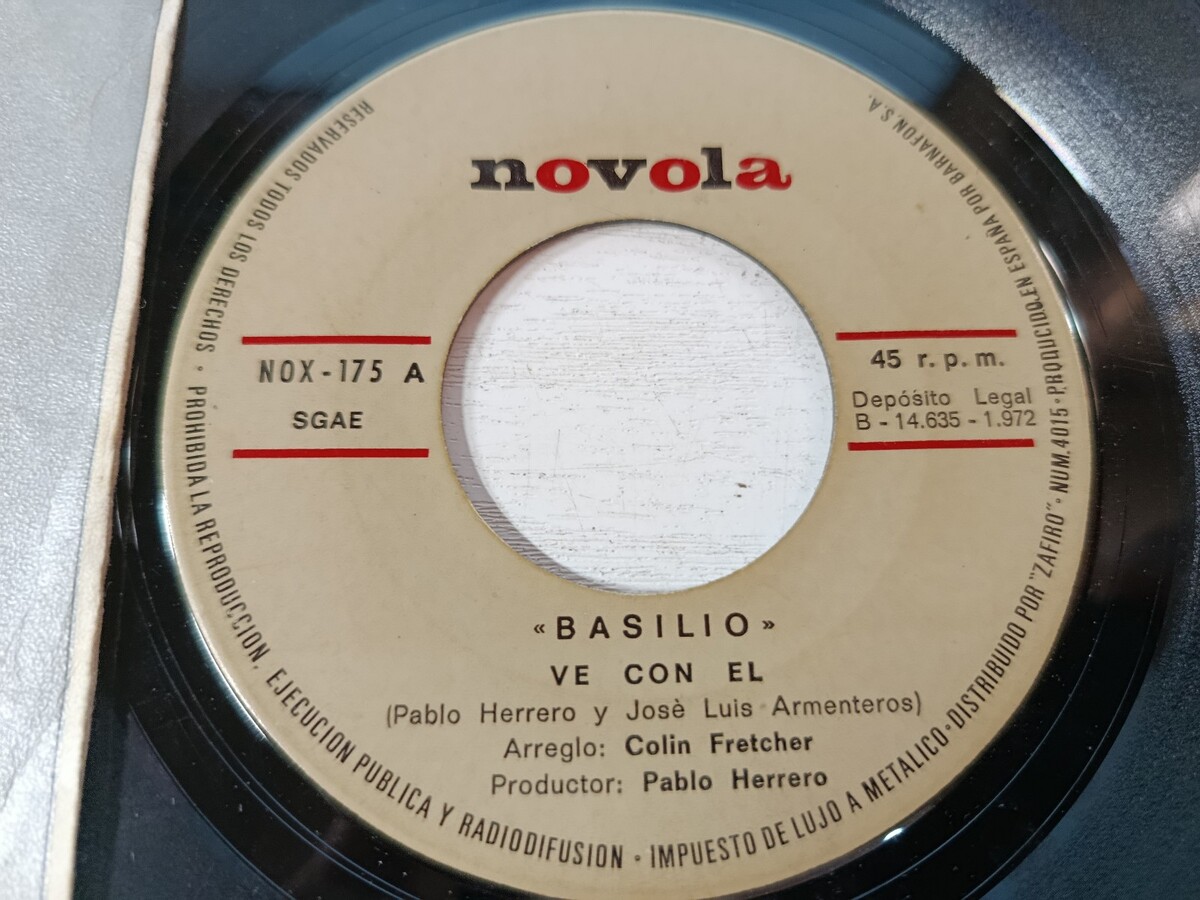 novola
NOX-175 A
SGAE
45 r. p. m.
Depósito Legal
B - 14.635 - 1.972
«BASILIO»
VE CON EL
(Pablo Herrero y Josè Luis Armenteros)
Arreglo: Colin Fretcher
Productor: Pablo Herrero
RESERVADOS TODOS LOS DERECHOS · PROHIBIDA LA REPRODUCCION, EJECUCION PUBLICA Y RADIODIFUSION · IMPUESTO DE LUJO A METALICO · DISTRIBUIDO POR "ZAFIRO" · NUM. 4015 · PRODUCIDO EN ESPAÑA POR BARNAFON, S.A.